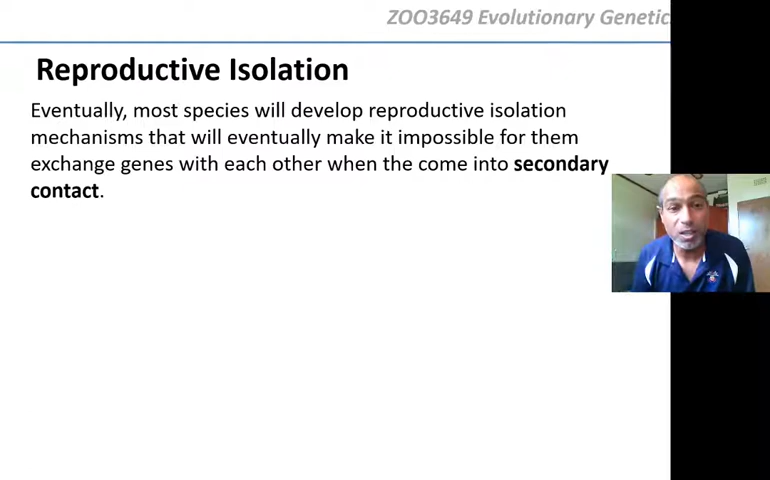 ZOO3649 Evolutionary Genetic
Reproductive Isolation
Eventually, most species will develop reproductive isolation
mechanisms that will eventually make it impossible for them
exchange genes with each other when the come into secondary
contact.